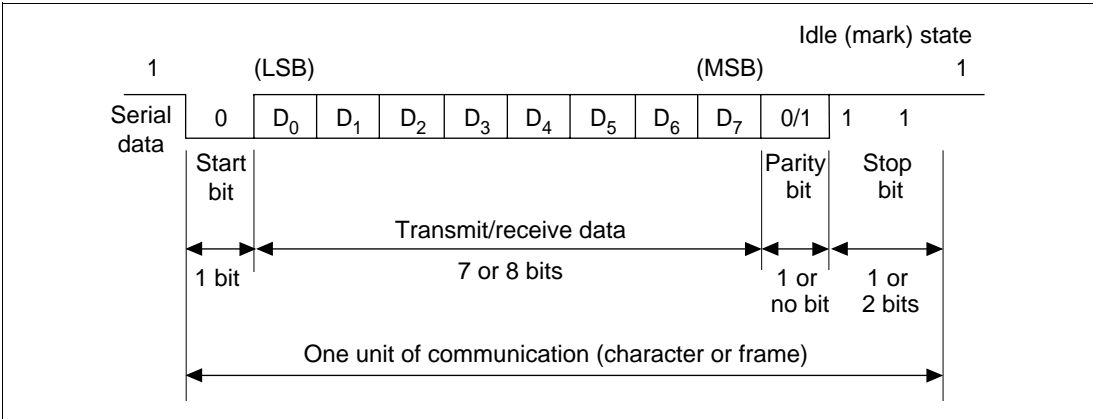 Idle (mark) state
1 (LSB) (MSB) 1
Serial
data
0 D0 D1 D2 D3 D4 D5 D6 D7 0/1 1 1
Start
bit
Parity
bit
Stop
bit
Transmit/receive data
1 bit
7 or 8 bits
1 or
no bit
1 or
2 bits
One unit of communication (character or frame)